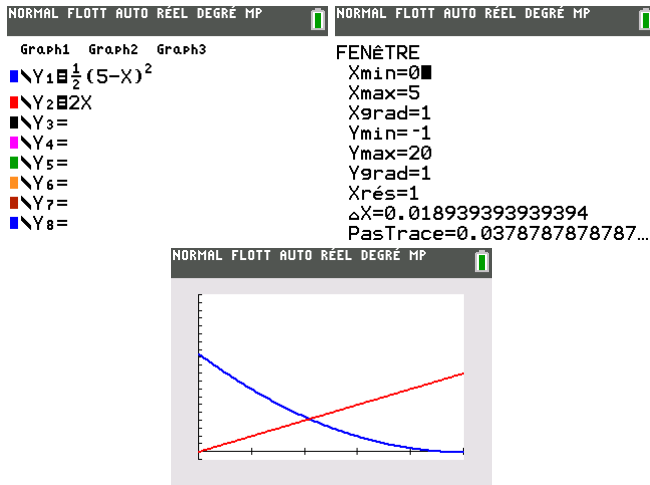 NORMAL FLOTT AUTO RÉEL DEGRÉ MP
Graph1 Graph2 Graph3
\Y₁=½(5-X)²
\Y₂=2X
\Y₃=
\Y₄=
\Y₅=
\Y₆=
\Y₇=
\Y₈=
NORMAL FLOTT AUTO RÉEL DEGRÉ MP
FENêTRE
Xmin=0
Xmax=5
Xgrad=1
Ymin=-1
Ymax=20
Ygrad=1
Xrés=1
△X=0.018939393939394
PasTrace=0.0378787878787…
NORMAL FLOTT AUTO RÉEL DEGRÉ MP